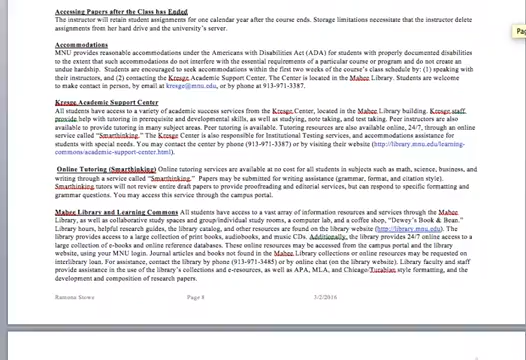 Accessing Papers after the Class has Ended
The instructor will retain student assignments for one calendar year after the course ends. Storage limitations necessitate that the instructor delete
assignments from her hard drive and the university's server.
Accommodations
MNU provides reasonable accommodations under the Americans with Disabilities Act (ADA) for students with properly documented disabilities
to the extent that such accommodations do not interfere with the essential requirements of a particular course or program and do not create an
undue hardship. Students are encouraged to seek accommodations within the first two weeks of the course's class schedule by: (1) speaking with
their instructors, and (2) contacting the Kresge Academic Support Center. The Center is located in the Mabee Library. Students are welcome
to make contact in person, by email at kresge@mnu.edu, or by phone at 913-971-3387.
Kresge Academic Support Center
All students have access to a variety of academic success services from the Kresge Center, located in the Mabee Library building. Kresge staff
provide help with tutoring in prerequisite and developmental skills, as well as studying, note taking, and test taking. Peer instructors are also
available to provide tutoring in many subject areas. Peer tutoring is available. Tutoring resources are also available online, 24/7, through an online
service called "Smarthinking." The Kresge Center is also responsible for Institutional Testing services, and accommodations assistance for
students with special needs. You may contact the center by phone (913-971-3387) or by visiting their website (http://library.mnu.edu/learning-
commons/academic-support-center.html).
Online Tutoring (Smarthinking) Online tutoring services are available at no cost for all students in subjects such as math, science, business, and
writing through a service called "Smarthinking." Papers may be submitted for writing assistance (grammar, format, and citation style).
Smarthinking tutors will not review entire draft papers to provide proofreading and editorial services, but can respond to specific formatting and
grammar questions. You may access this service through the campus portal.
Mabee Library and Learning Commons All students have access to a vast array of information resources and services through the Mabee
Library, as well as collaborative study spaces and group/individual study rooms, a computer lab, and a coffee shop, "Dewey's Book & Bean."
Library hours, helpful research guides, the library catalog, and other resources are found on the library website (http://library.mnu.edu). The
library provides access to a large collection of print books, audiobooks, and music CDs. Additionally, the library provides 24/7 online access to a
large collection of e-books and online reference databases. These online resources may be accessed from the campus portal and the library
website, using your MNU login. Journal articles and books not found in the Mabee Library collections or online resources may be requested on
interlibrary loan. For assistance, contact the library by phone (913-971-3485) or by online chat (on the library website). Library faculty and staff
provide assistance in the use of the library's collections and e-resources, as well as APA, MLA, and Chicago/Turabian style formatting, and the
development and composition of research papers.
Ramona Stowe Page 8 3/2/2016